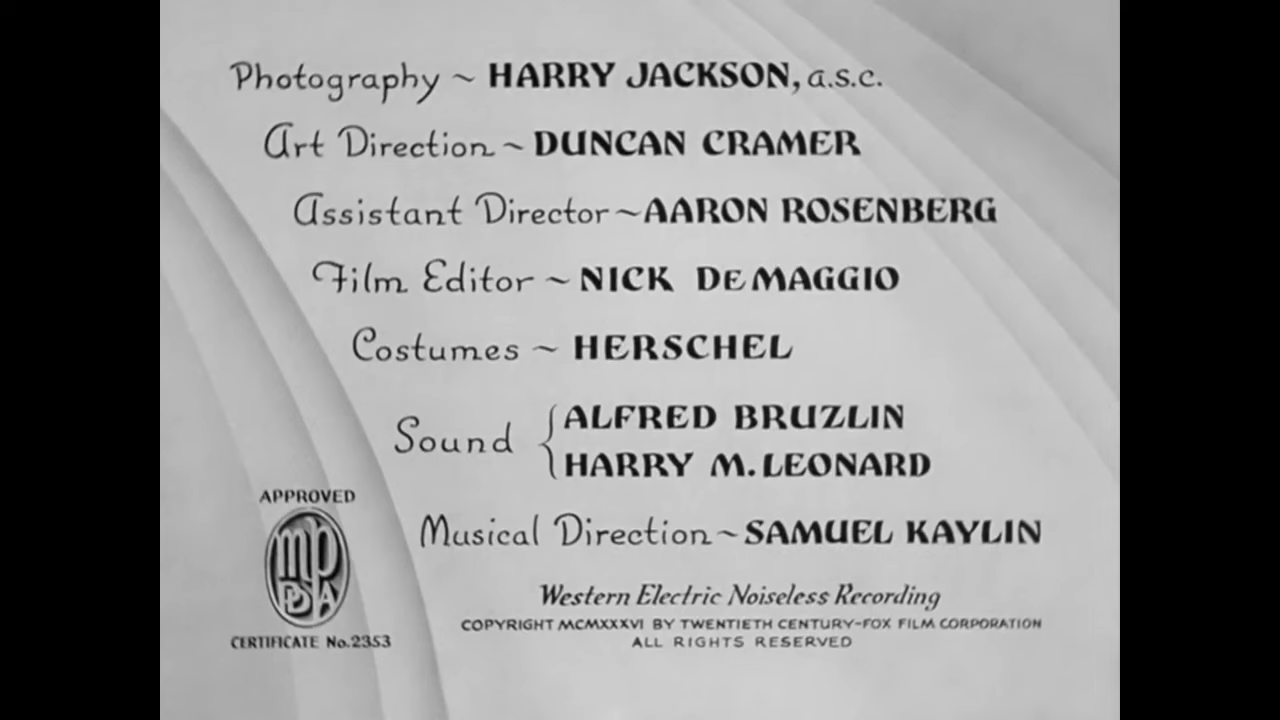 Photography ~ HARRY JACKSON, a.s.c.
Art Direction ~ DUNCAN CRAMER
Assistant Director ~ AARON ROSENBERG
Film Editor ~ NICK DEMAGGIO
Costumes ~ HERSCHEL
Sound { ALFRED BRUZLIN
HARRY M. LEONARD
Musical Direction ~ SAMUEL KAYLIN
APPROVED
MPPDA
CERTIFICATE No. 2353
Western Electric Noiseless Recording
COPYRIGHT MCMXXXVI BY TWENTIETH CENTURY-FOX FILM CORPORATION
ALL RIGHTS RESERVED